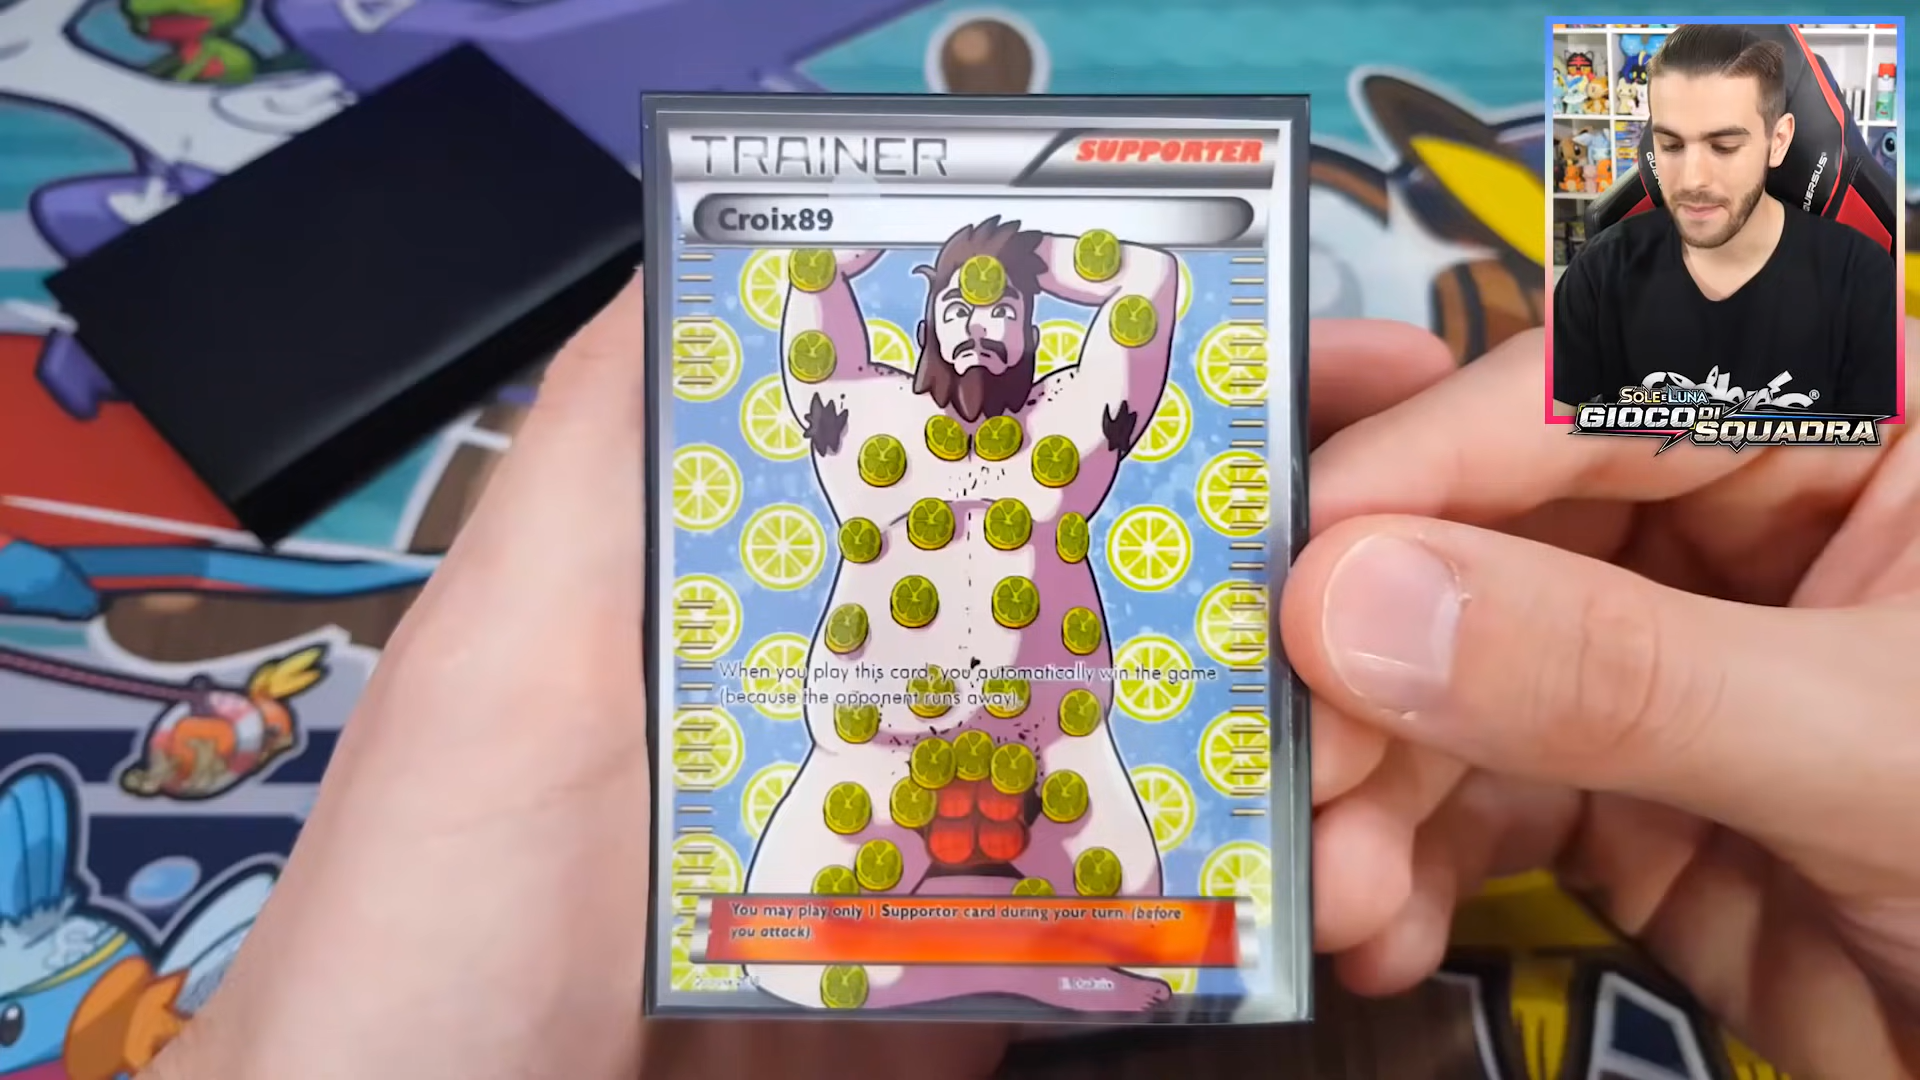 TRAINER
SUPPORTER
Croix89
When you play this card, you automatically win the game
(because the opponent runs away).
You may play only 1 Supporter card during your turn (before
you attack).
QUERSUS
SOLE E LUNA
GIOCO DI
SQUADRA